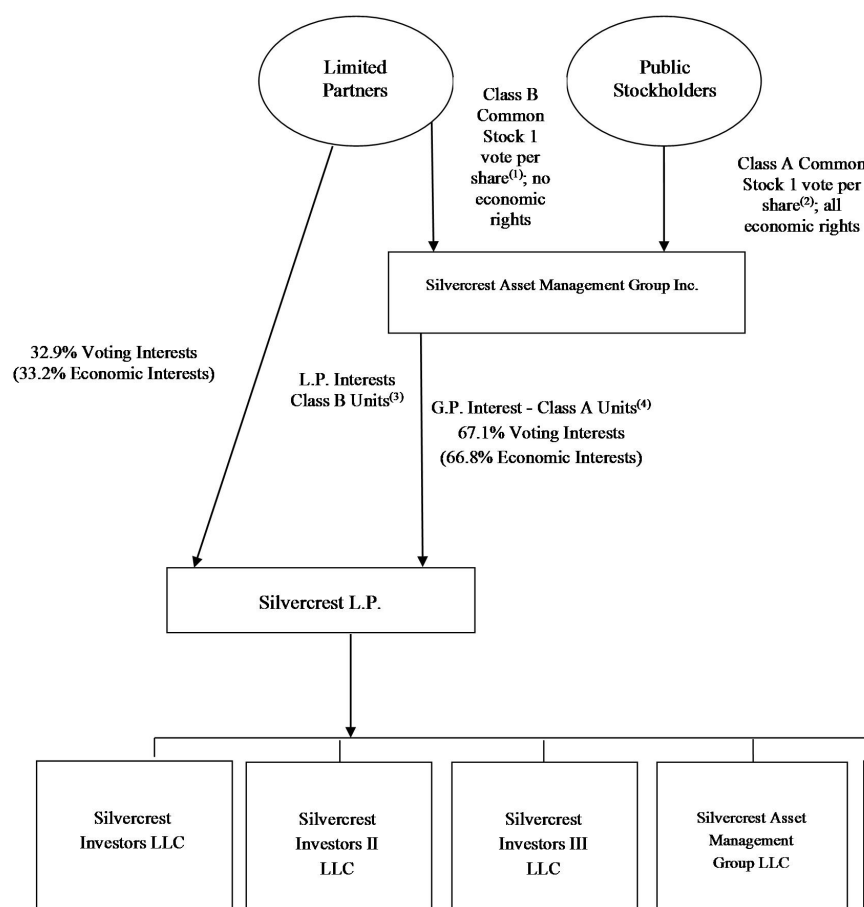 Limited
Partners
Public
Stockholders
Class B
Common
Stock 1
vote per
share(1); no
economic
rights
Class A Common
Stock 1 vote per
share(2); all
economic rights
Silvercrest Asset Management Group Inc.
32.9% Voting Interests
(33.2% Economic Interests)
L.P. Interests
Class B Units(3)
G.P. Interest - Class A Units(4)
67.1% Voting Interests
(66.8% Economic Interests)
Silvercrest L.P.
Silvercrest
Investors LLC
Silvercrest
Investors II
LLC
Silvercrest
Investors III
LLC
Silvercrest Asset
Management
Group LLC